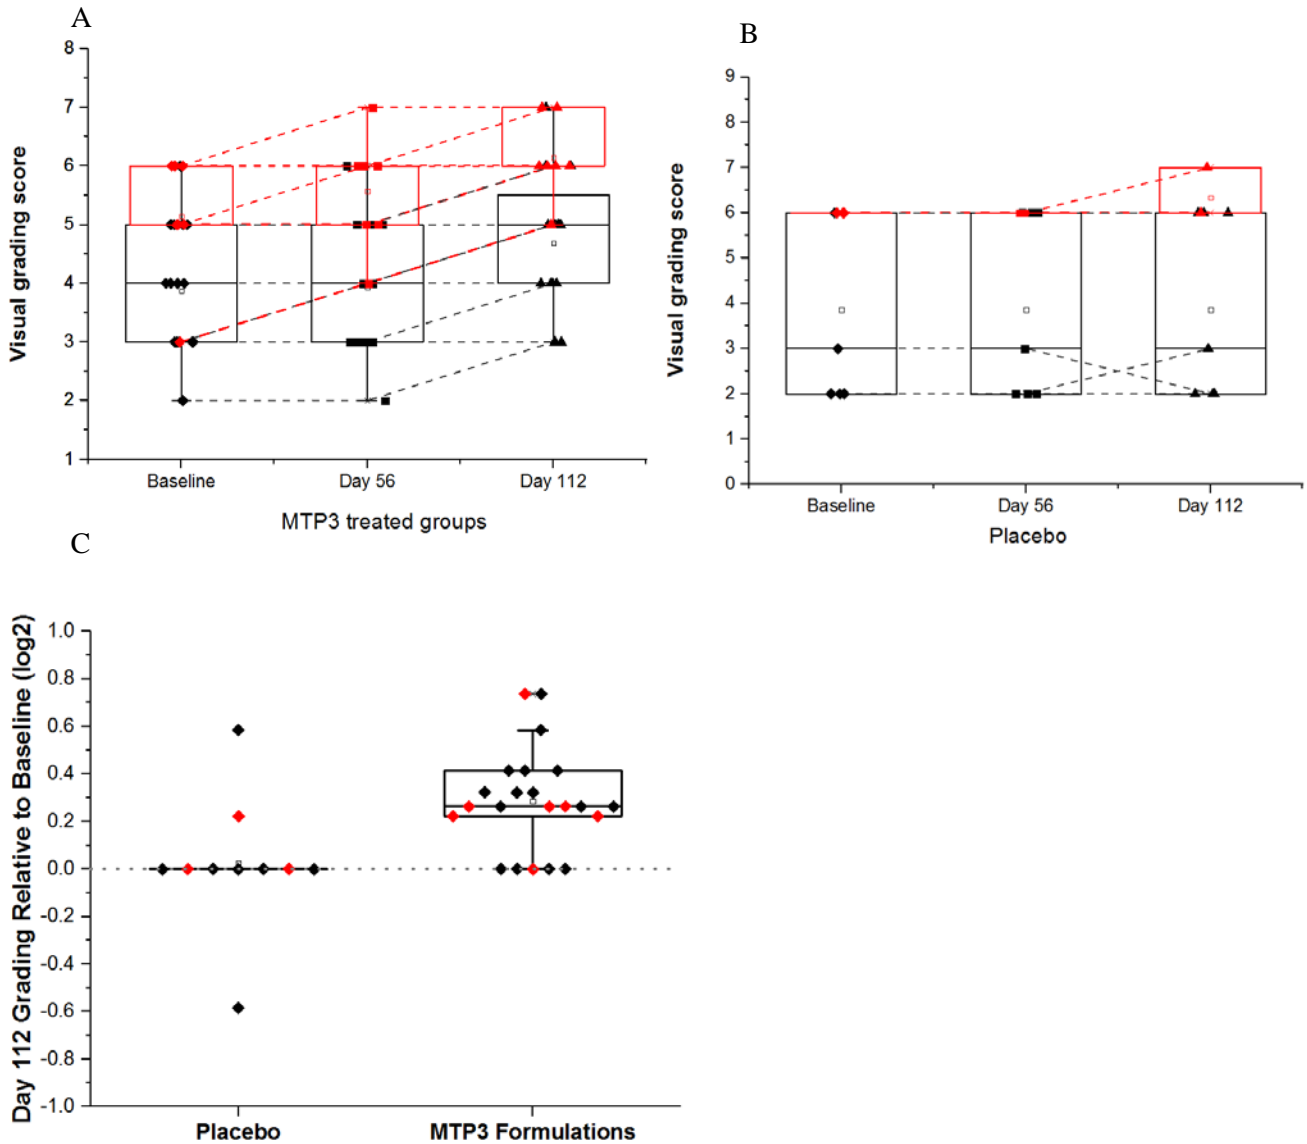 A
8
7
6
5
4
3
2
1
Visual grading score
Baseline
Day 56
Day 112
MTP3 treated groups
B
9
8
7
6
5
4
3
2
1
0
Visual grading score
Baseline
Day 56
Day 112
Placebo
C
1.0
0.8
0.6
0.4
0.2
0.0
-0.2
-0.4
-0.6
-0.8
-1.0
Day 112 Grading Relative to Baseline (log2)
Placebo
MTP3 Formulations